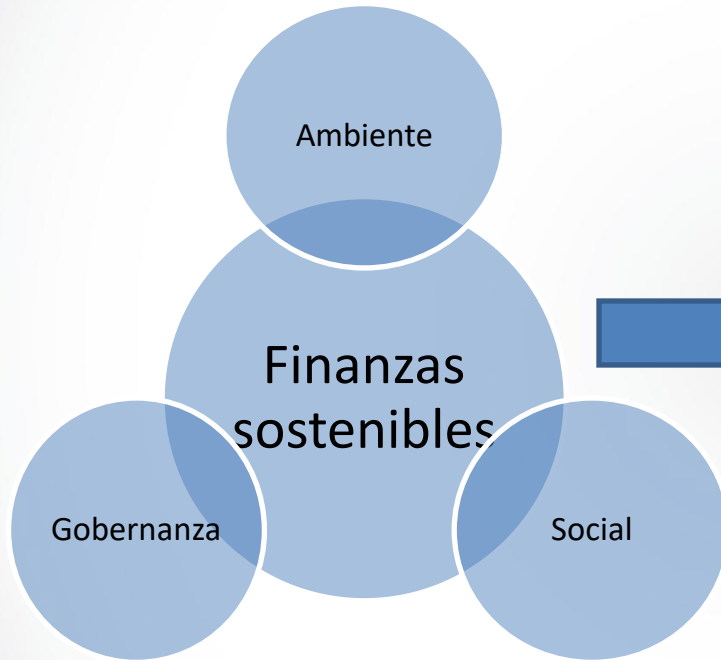 Ambiente
Finanzas
sostenibles
Gobernanza
Social